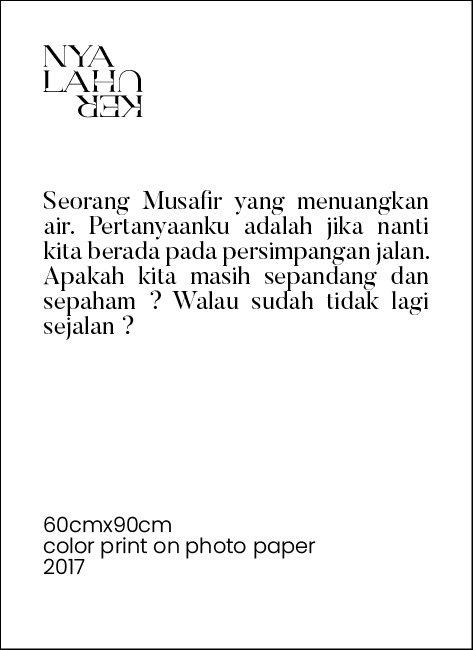 NYA
LAHU
KER
Seorang Musafir yang menuangkan
air. Pertanyaanku adalah jika nanti
kita berada pada persimpangan jalan.
Apakah kita masih sepandang dan
sepaham ? Walau sudah tidak lagi
sejalan ?
60cmx90cm
color print on photo paper
2017